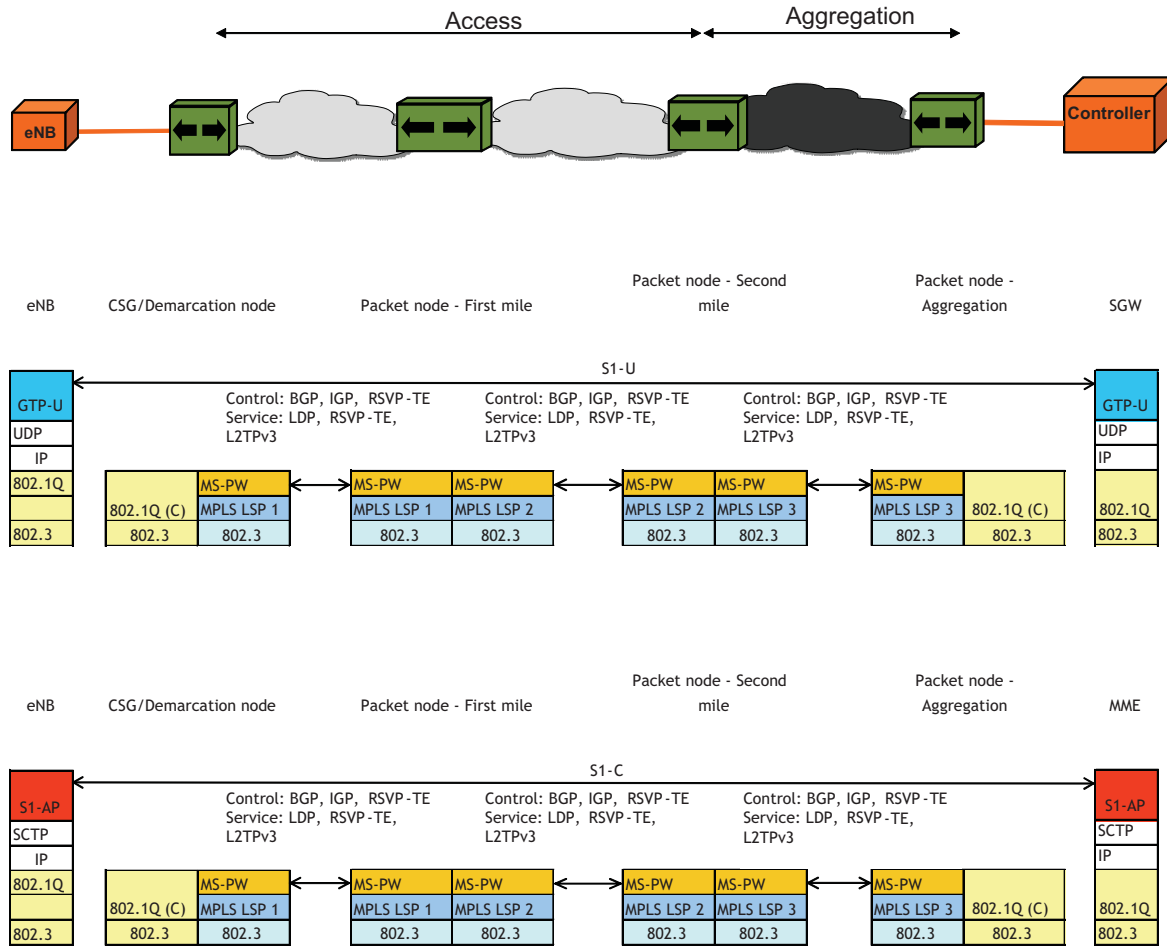 Access
Aggregation
eNB
Controller
eNB
CSG/Demarcation node
Packet node - First mile
Packet node - Second
mile
Packet node -
Aggregation
SGW
S1-U
GTP-U
UDP
IP
802.1Q
802.3
Control: BGP, IGP, RSVP-TE
Service: LDP, RSVP-TE,
L2TPv3
Control: BGP, IGP, RSVP-TE
Service: LDP, RSVP-TE,
L2TPv3
Control: BGP, IGP, RSVP-TE
Service: LDP, RSVP-TE,
L2TPv3
GTP-U
UDP
IP
802.1Q
802.3
802.1Q (C)
802.3
MS-PW
MPLS LSP 1
802.3
MS-PW
MPLS LSP 1
802.3
MS-PW
MPLS LSP 2
802.3
MS-PW
MPLS LSP 2
802.3
MS-PW
MPLS LSP 3
802.3
MS-PW
MPLS LSP 3
802.3
802.1Q (C)
802.3
eNB
CSG/Demarcation node
Packet node - First mile
Packet node - Second
mile
Packet node -
Aggregation
MME
S1-C
S1-AP
SCTP
IP
802.1Q
802.3
Control: BGP, IGP, RSVP-TE
Service: LDP, RSVP-TE,
L2TPv3
Control: BGP, IGP, RSVP-TE
Service: LDP, RSVP-TE,
L2TPv3
Control: BGP, IGP, RSVP-TE
Service: LDP, RSVP-TE,
L2TPv3
S1-AP
SCTP
IP
802.1Q
802.3
802.1Q (C)
802.3
MS-PW
MPLS LSP 1
802.3
MS-PW
MPLS LSP 1
802.3
MS-PW
MPLS LSP 2
802.3
MS-PW
MPLS LSP 2
802.3
MS-PW
MPLS LSP 3
802.3
MS-PW
MPLS LSP 3
802.3
802.1Q (C)
802.3